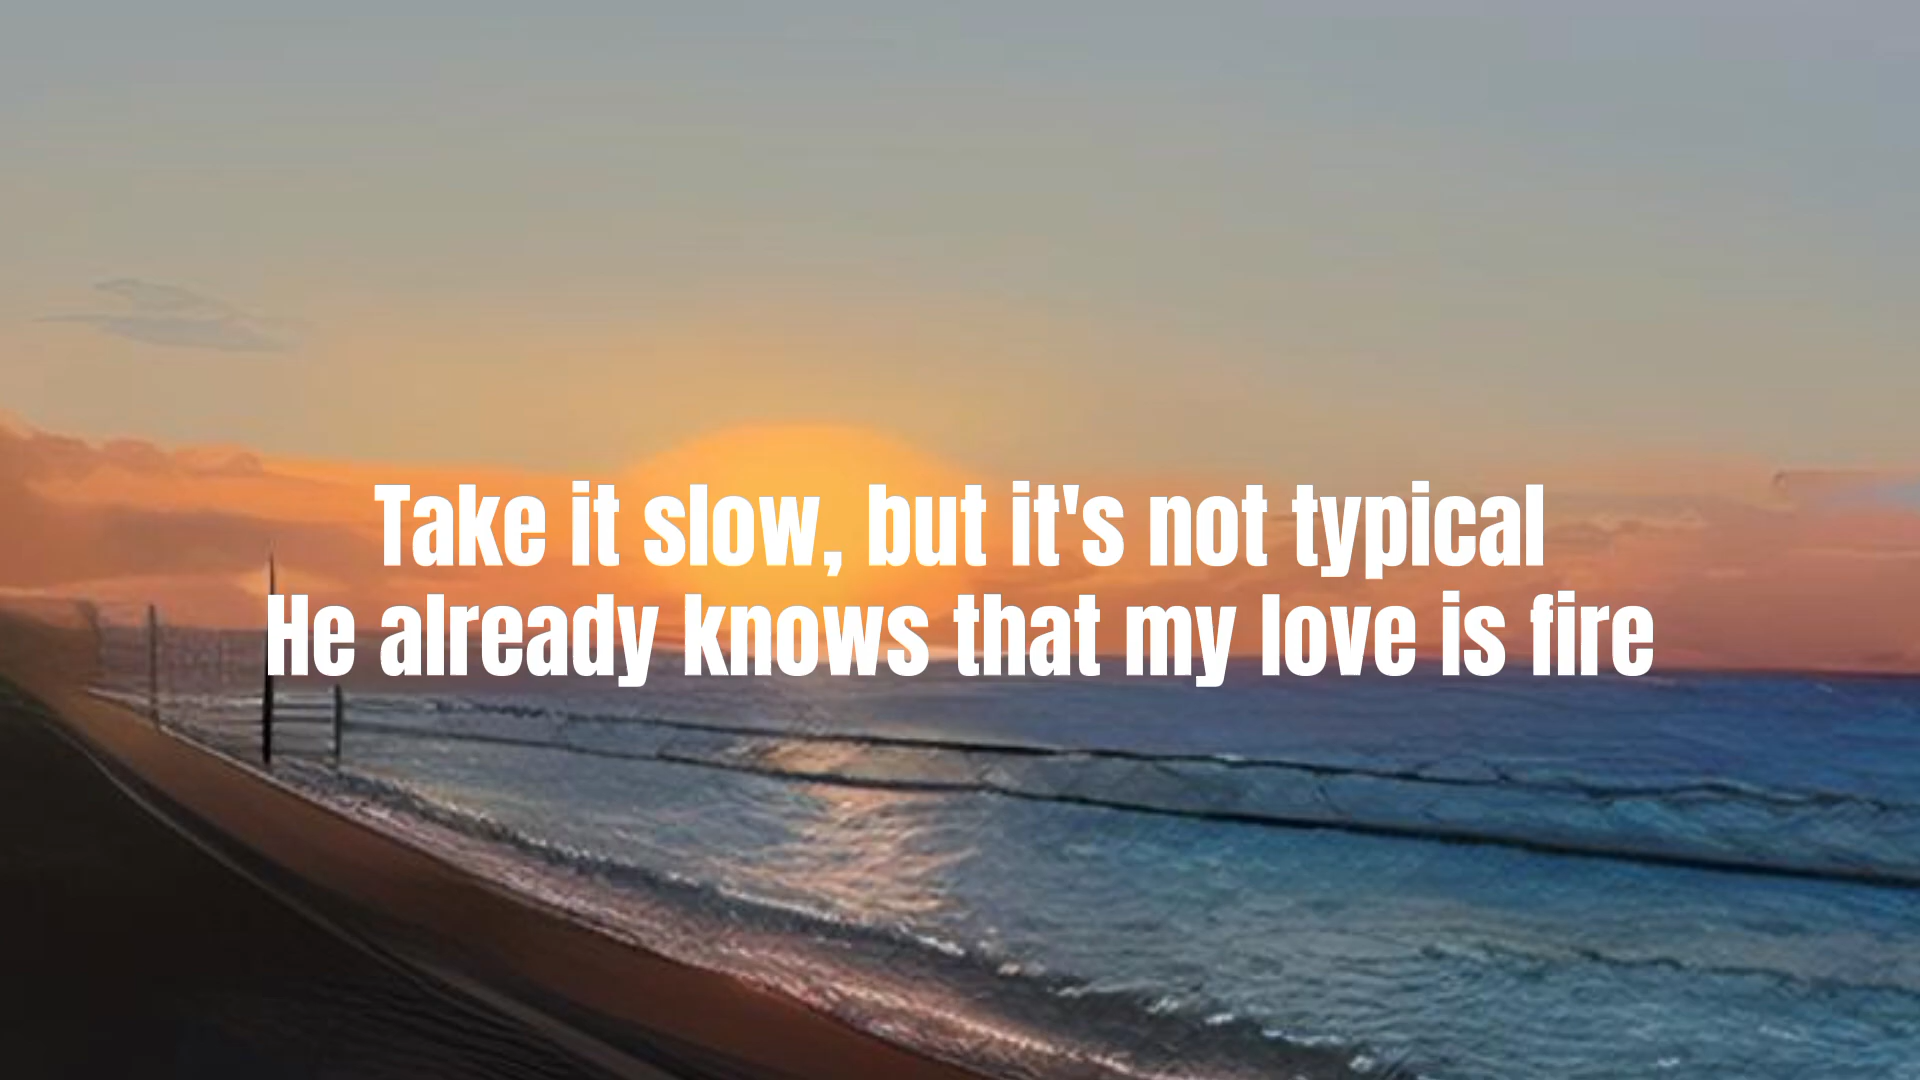 Take it slow, but it's not typical
He already knows that my love is fire